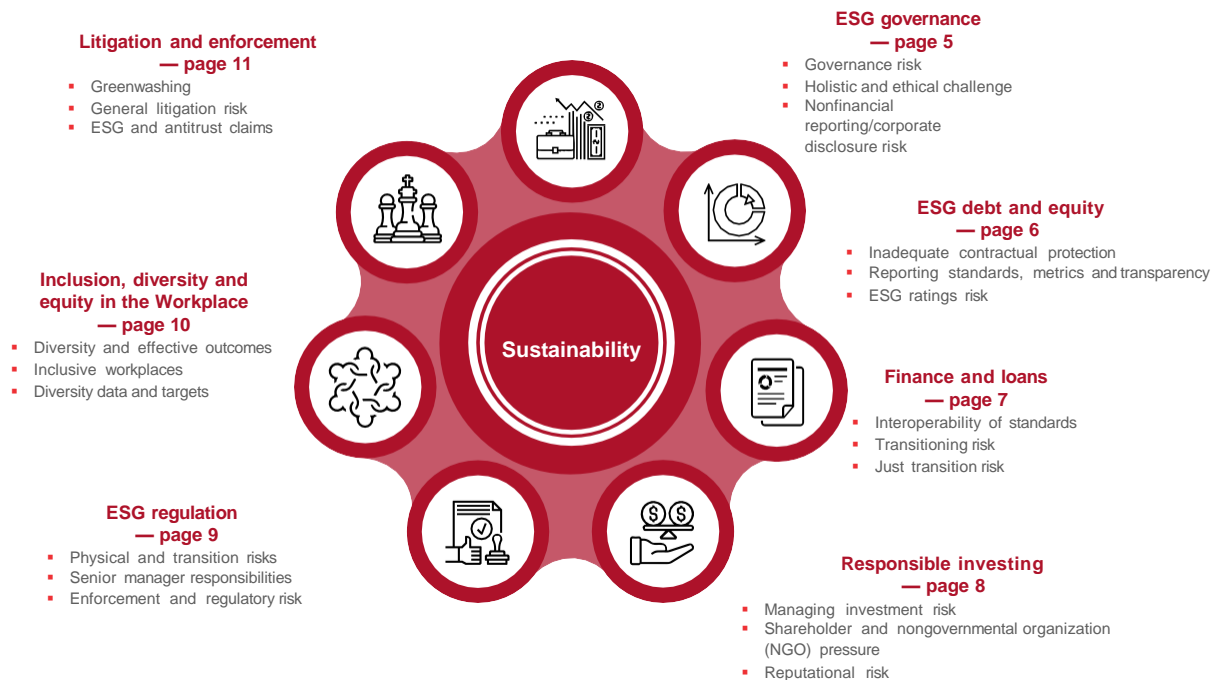 Litigation and enforcement
— page 11
▪ Greenwashing
▪ General litigation risk
▪ ESG and antitrust claims
ESG governance
— page 5
▪ Governance risk
▪ Holistic and ethical challenge
▪ Nonfinancial
reporting/corporate
disclosure risk
ESG debt and equity
— page 6
▪ Inadequate contractual protection
▪ Reporting standards, metrics and transparency
▪ ESG ratings risk
Inclusion, diversity and
equity in the Workplace
— page 10
▪ Diversity and effective outcomes
▪ Inclusive workplaces
▪ Diversity data and targets
Sustainability
Finance and loans
— page 7
▪ Interoperability of standards
▪ Transitioning risk
▪ Just transition risk
ESG regulation
— page 9
▪ Physical and transition risks
▪ Senior manager responsibilities
▪ Enforcement and regulatory risk
Responsible investing
— page 8
▪ Managing investment risk
▪ Shareholder and nongovernmental organization
(NGO) pressure
▪ Reputational risk